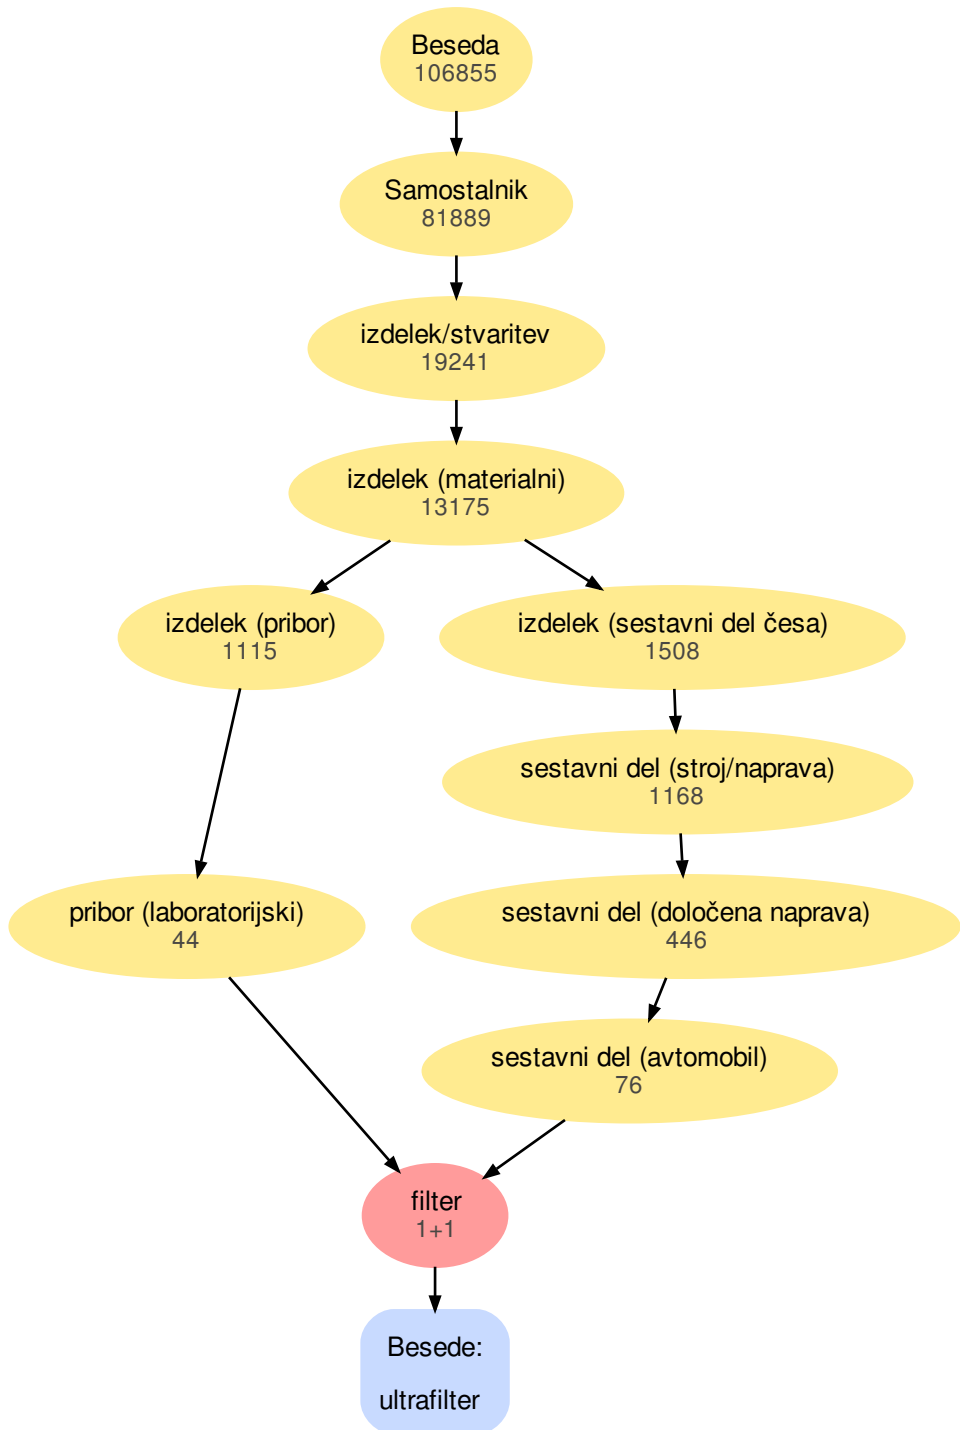 Beseda
106855
Samostalnik
81889
izdelek/stvaritev
19241
izdelek (materialni)
13175
izdelek (pribor)
1115
izdelek (sestavni del česa)
1508
sestavni del (stroj/naprava)
1168
pribor (laboratorijski)
44
sestavni del (določena naprava)
446
sestavni del (avtomobil)
76
filter
1+1
Besede:
ultrafilter